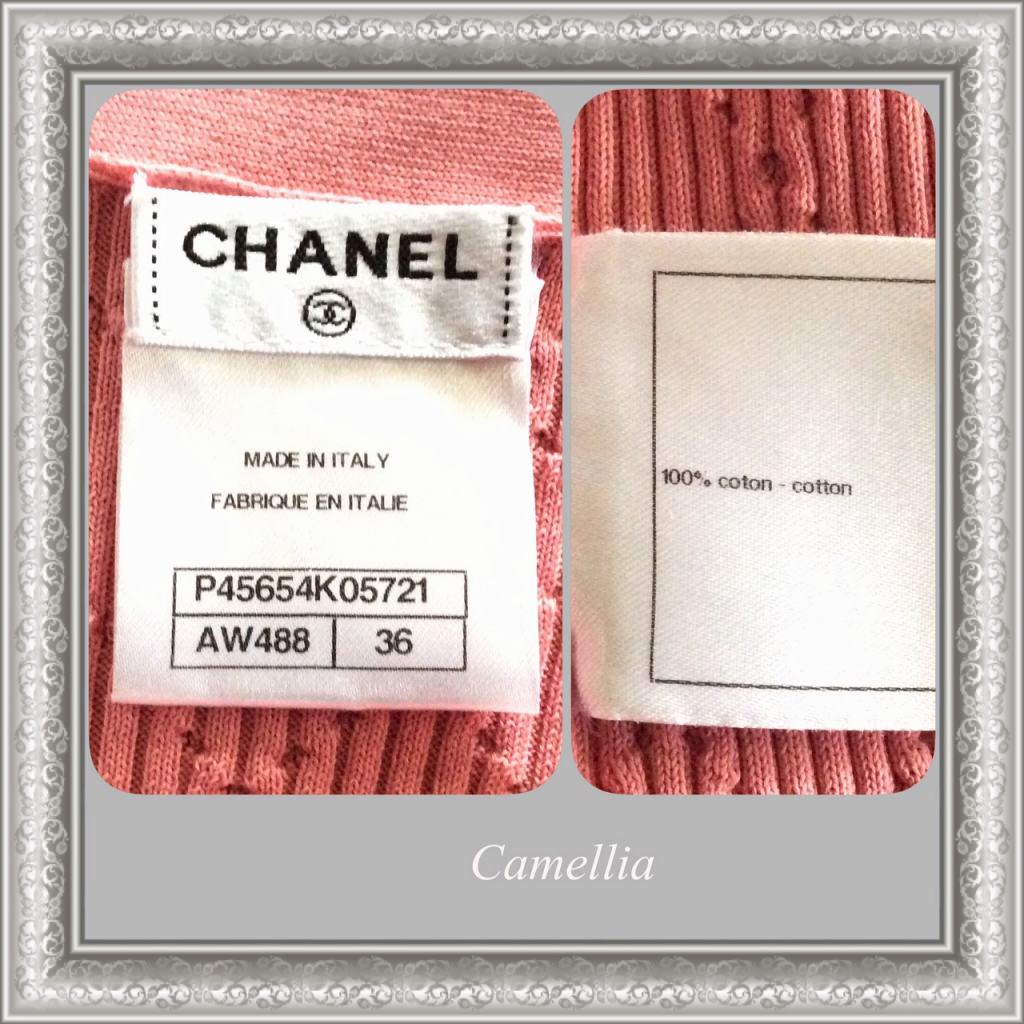 CHANEL
MADE IN ITALY
FABRIQUE EN ITALIE
P45654K05721
AW488 36
100% coton - cotton
Camellia